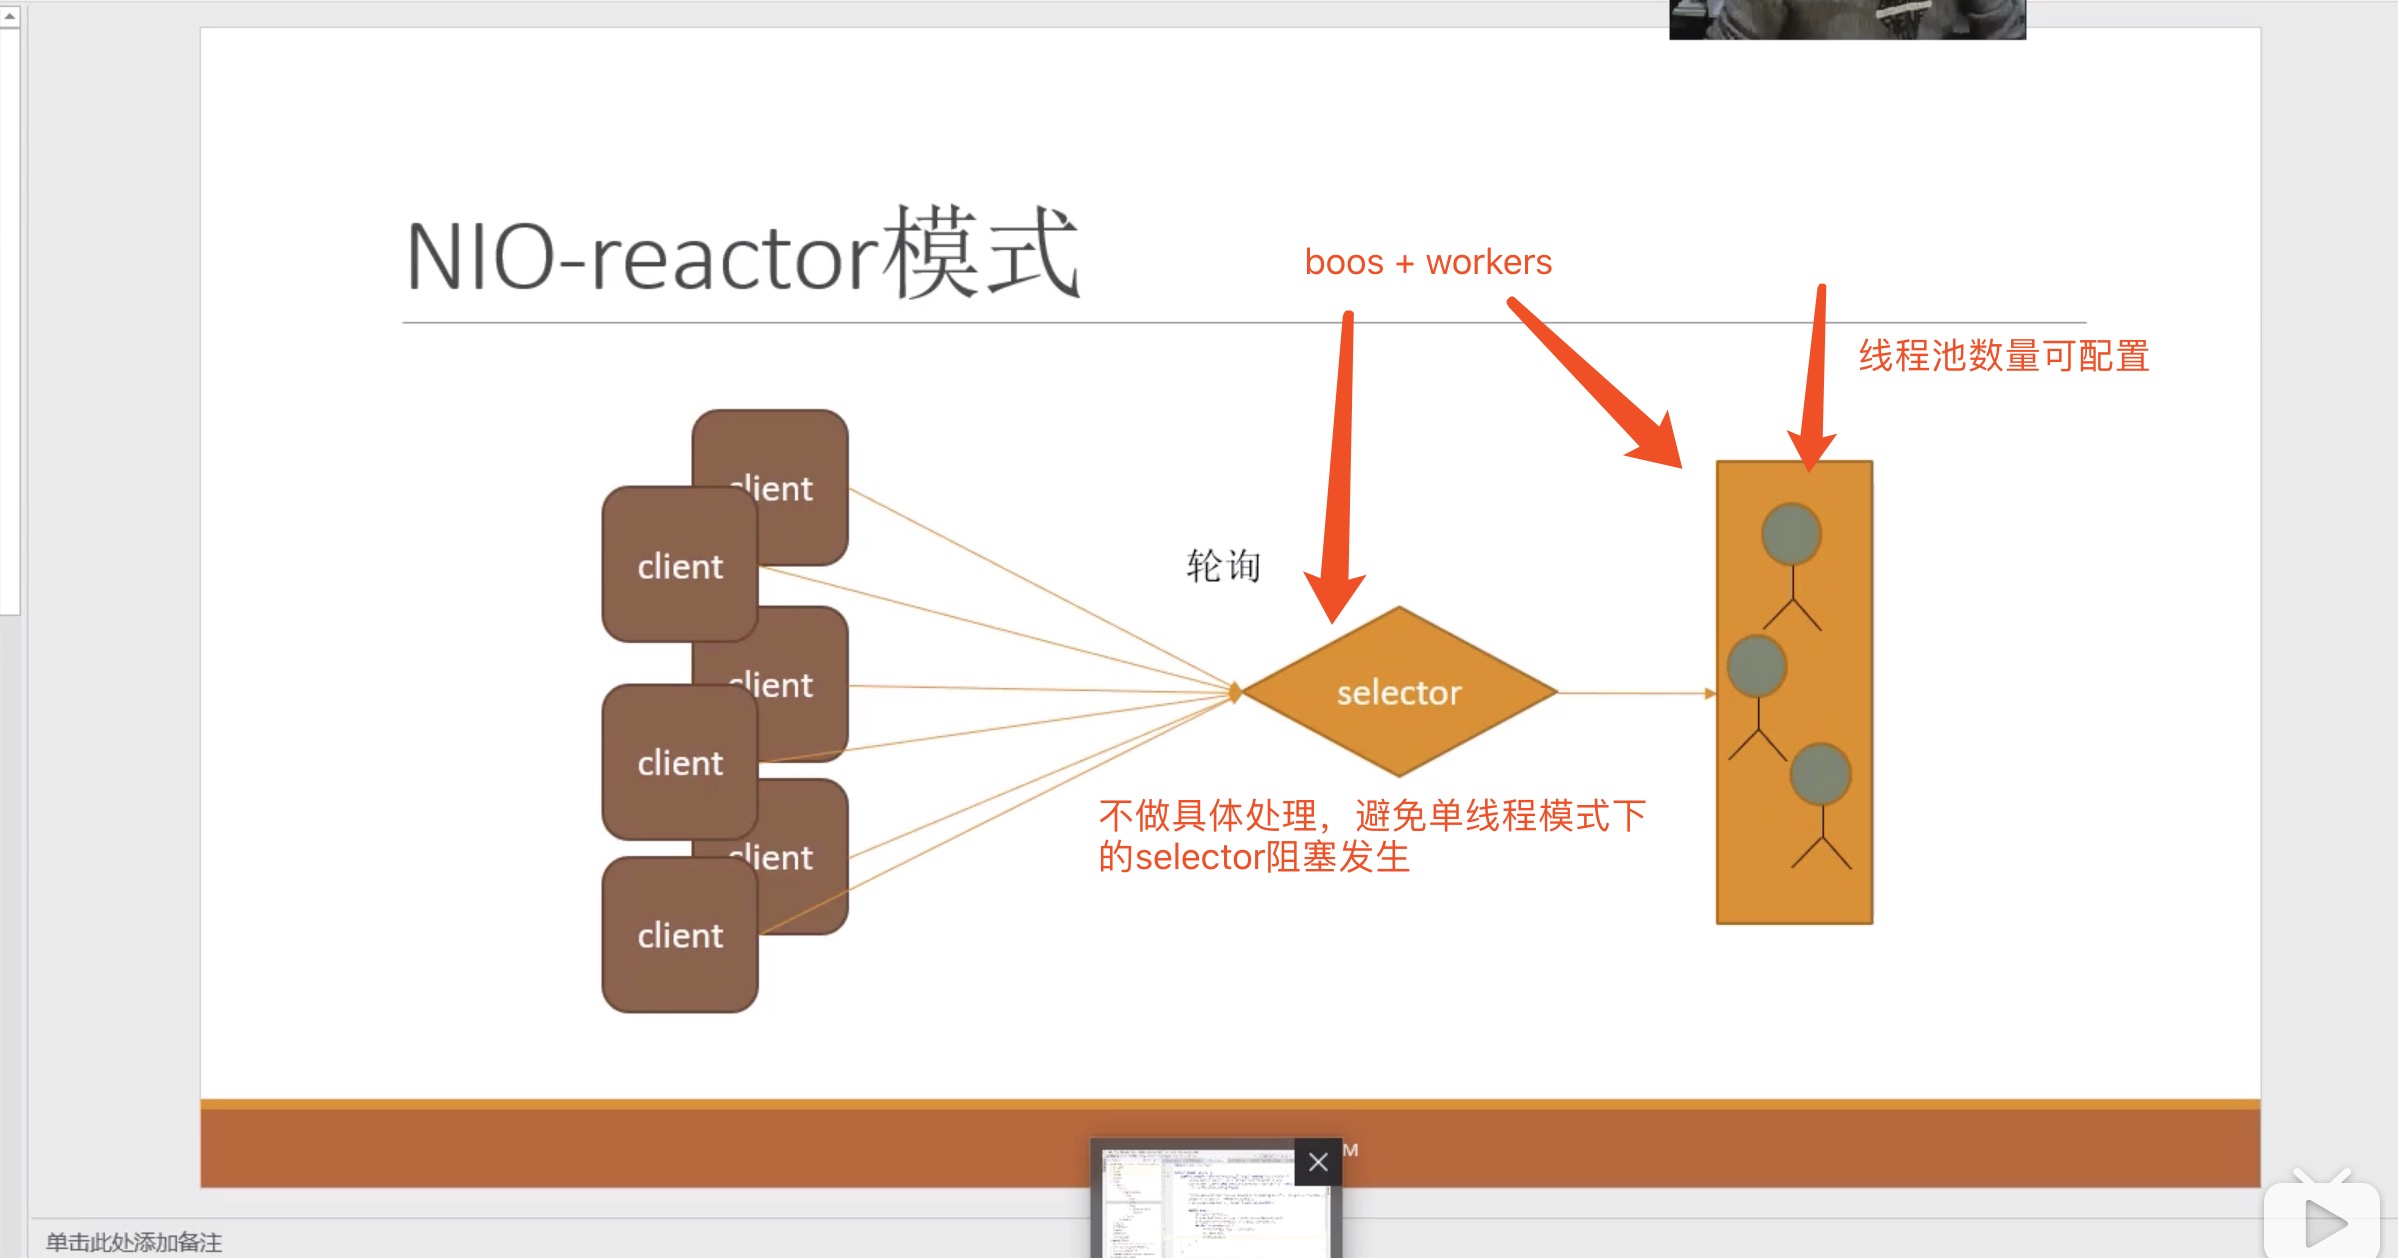 NIO-reactor模式
boos + workers
线程池数量可配置
client
client
轮询
client
selector
client
不做具体处理，避免单线程模式下
的selector阻塞发生
client
client
M
单击此处添加备注